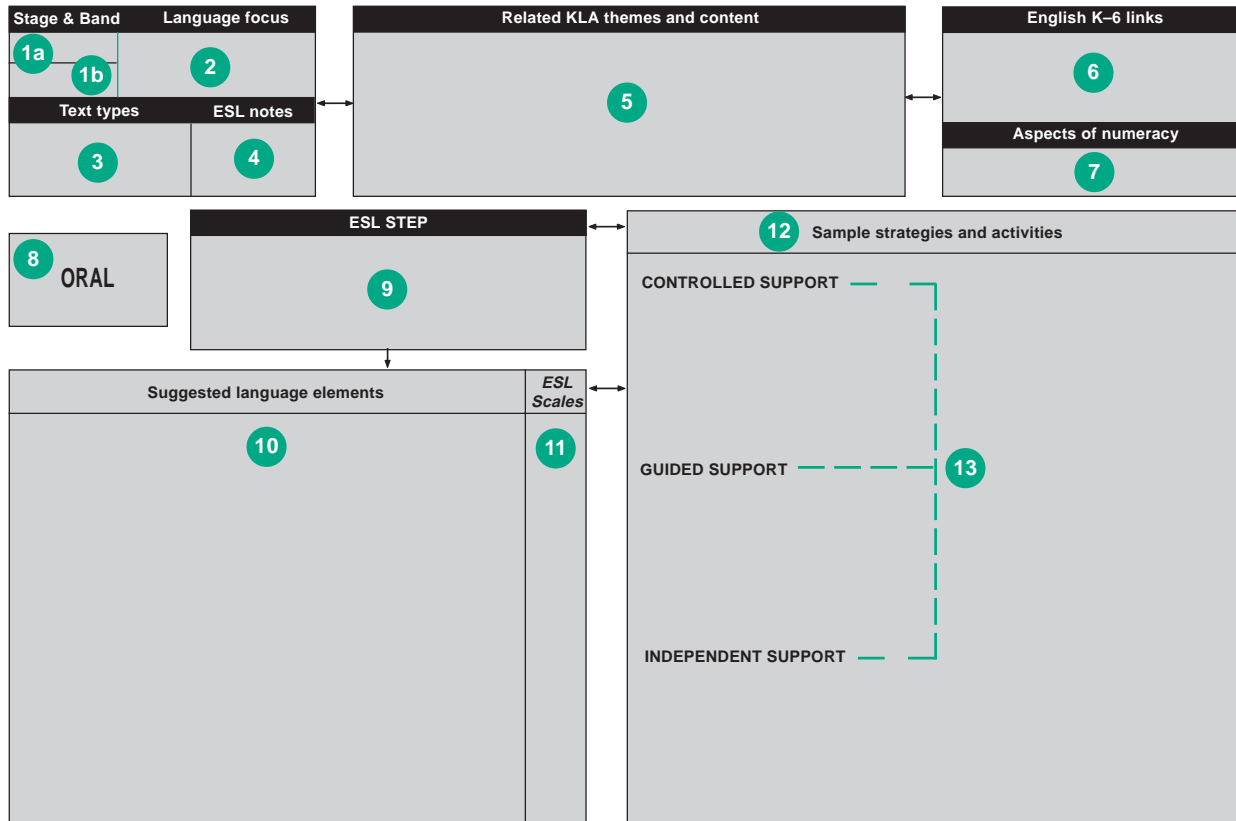 Stage & Band Language focus
1a
1b
2
Text types ESL notes
3
4
Related KLA themes and content
5
English K–6 links
6
Aspects of numeracy
7
8
ORAL
ESL STEP
9
Suggested language elements
ESL
Scales
10
11
12 Sample strategies and activities
CONTROLLED SUPPORT
GUIDED SUPPORT
13
INDEPENDENT SUPPORT